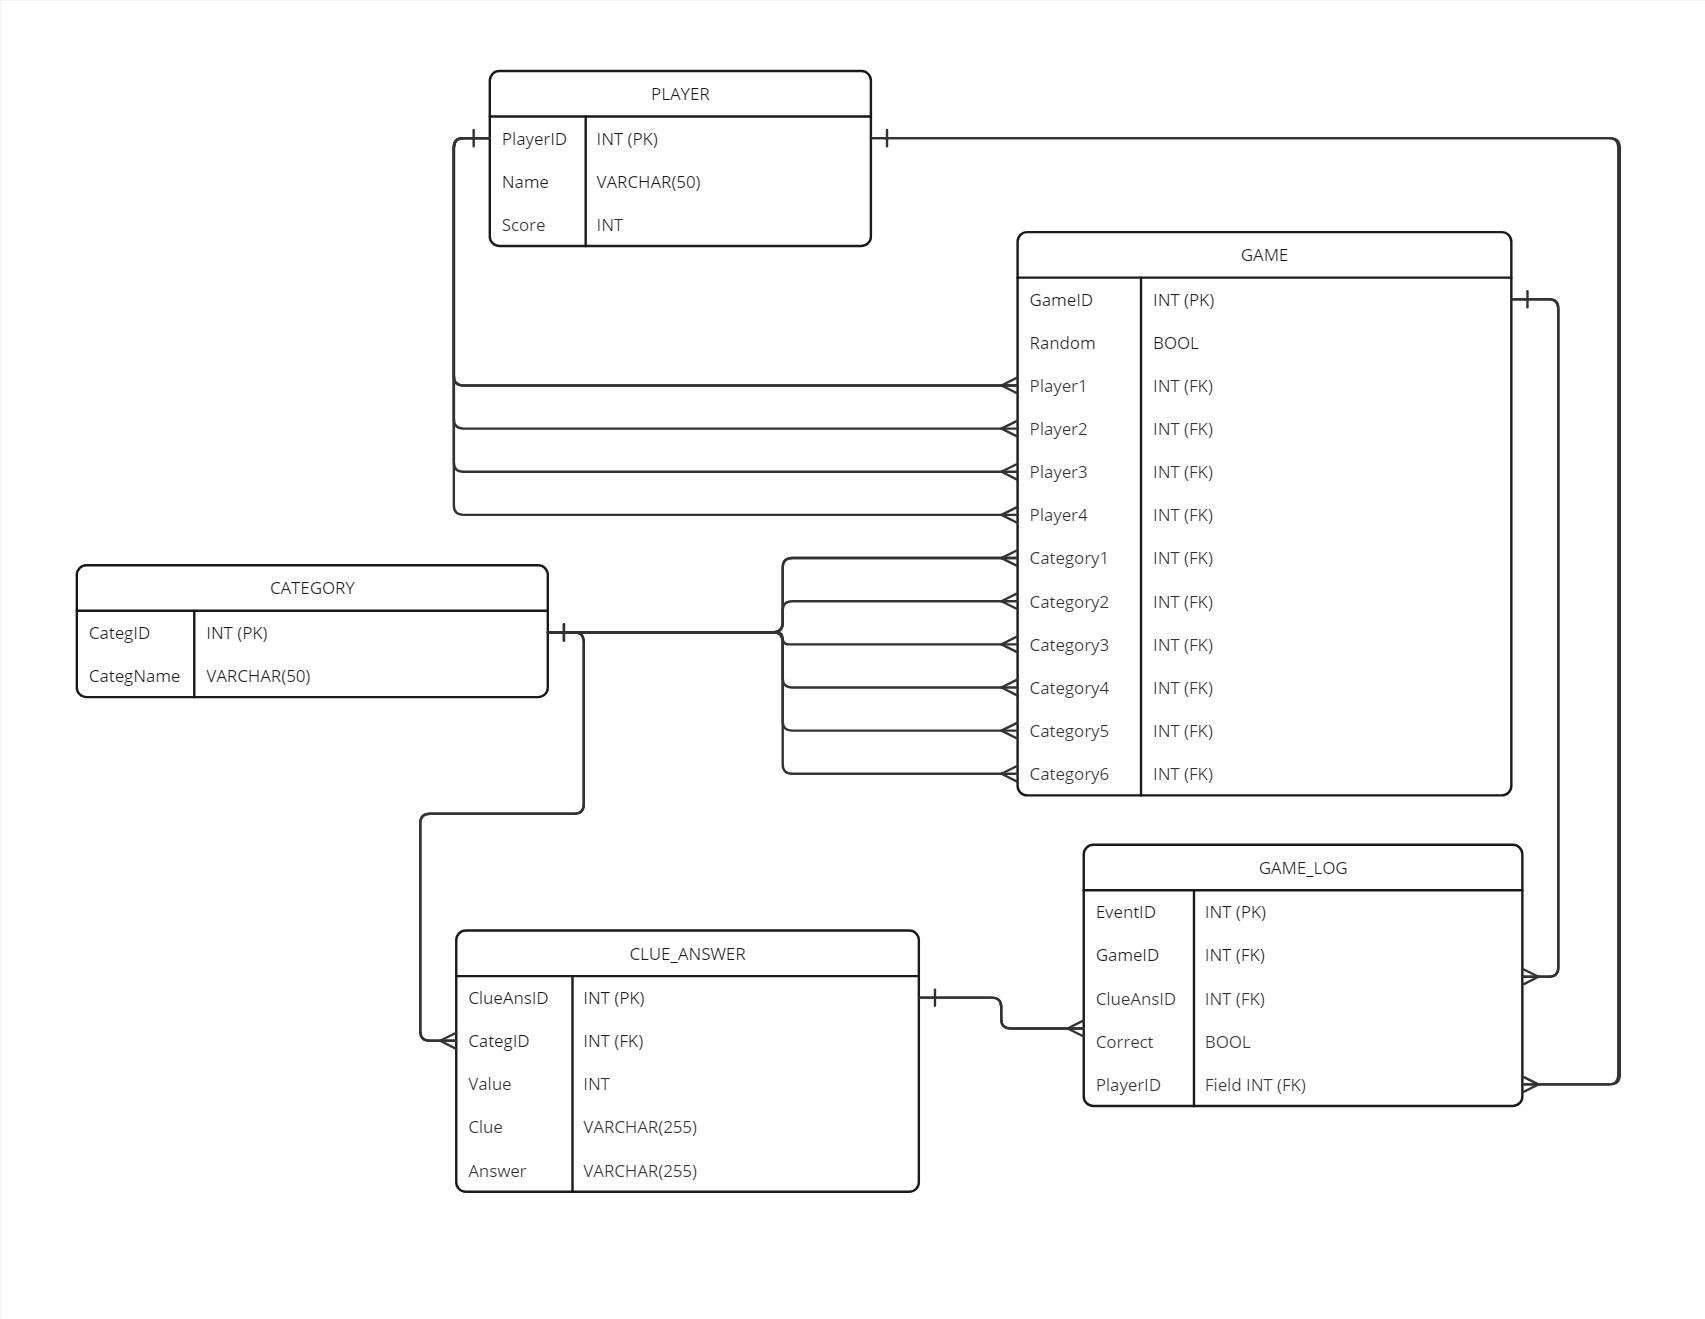 PLAYER
PlayerID INT (PK)
Name VARCHAR(50)
Score INT
GAME
GameID INT (PK)
Random BOOL
Player1 INT (FK)
Player2 INT (FK)
Player3 INT (FK)
Player4 INT (FK)
Category1 INT (FK)
Category2 INT (FK)
Category3 INT (FK)
Category4 INT (FK)
Category5 INT (FK)
Category6 INT (FK)
CATEGORY
CategID INT (PK)
CategName VARCHAR(50)
GAME_LOG
EventID INT (PK)
GameID INT (FK)
ClueAnsID INT (FK)
Correct BOOL
PlayerID Field INT (FK)
CLUE_ANSWER
ClueAnsID INT (PK)
CategID INT (FK)
Value INT
Clue VARCHAR(255)
Answer VARCHAR(255)